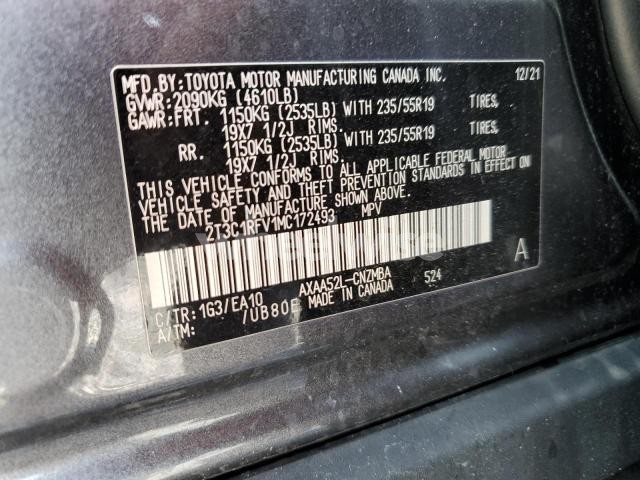 MFD.BY:TOYOTA MOTOR MANUFACTURING CANADA INC. 12/21
GVWR:2090KG (4610LB)
GAWR:FRT. 1150KG (2535LB) WITH 235/55R19 TIRES,
19X7 1/2J RIMS.
RR. 1150KG (2535LB) WITH 235/55R19 TIRES,
19X7 1/2J RIMS.
THIS VEHICLE CONFORMS TO ALL APPLICABLE FEDERAL MOTOR
VEHICLE SAFETY AND THEFT PREVENTION STANDARDS IN EFFECT ON
THE DATE OF MANUFACTURE SHOWN ABOVE.
2T3C1RFV1MC172493 MPV
A
AXAA52L-CNZMBA 524
C/TR:1G3/EA10 MADE IN CANADA
A/TM: /UB80E